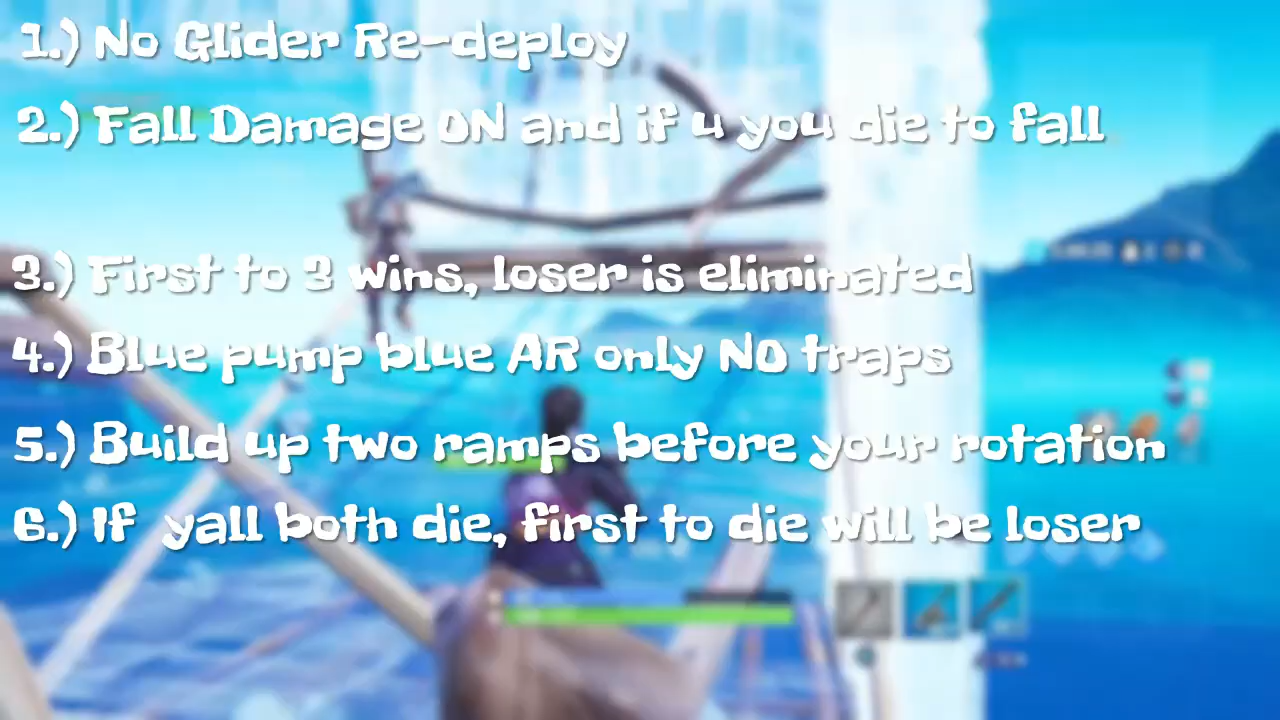 1.) No Glider Re-deploy
2.) Fall Damage ON and if u you die to fall
3.) First to 3 wins, loser is eliminated
4.) Blue pump blue AR only NO traps
5.) Build up two ramps before your rotation
6.) If yall both die, first to die will be loser